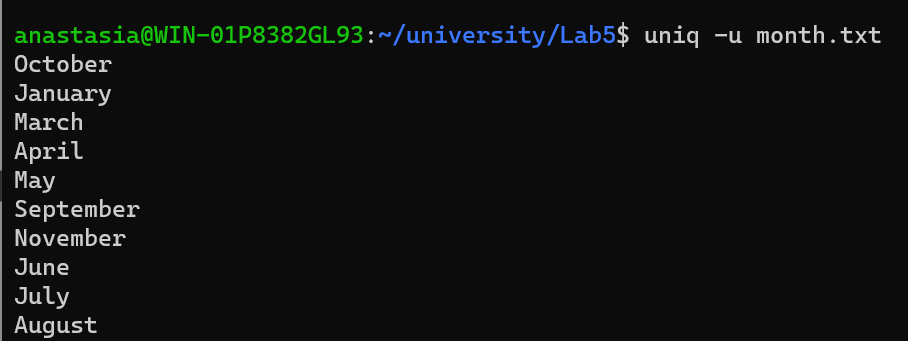 anastasia@WIN-01P8382GL93:~/university/Lab5$ uniq -u month.txt
October
January
March
April
May
September
November
June
July
August